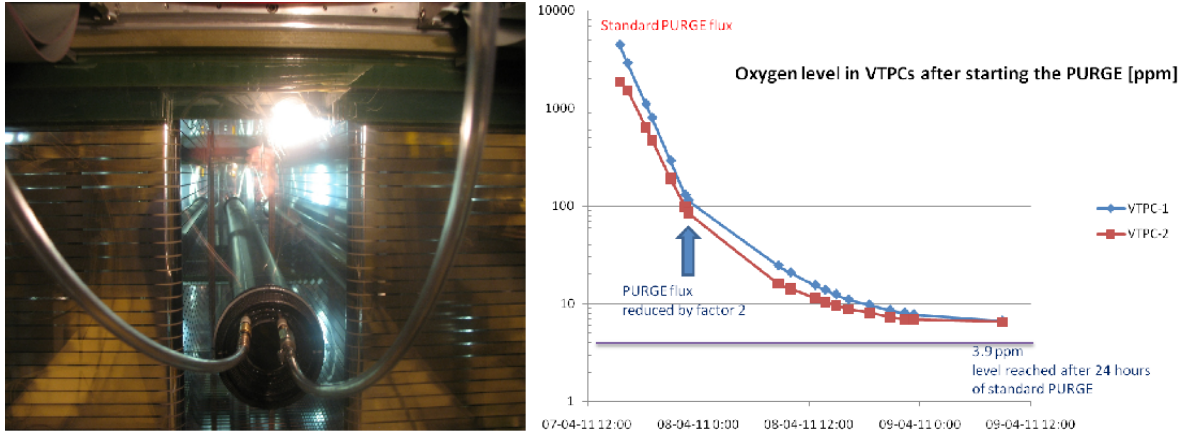 Oxygen level in VTPCs after starting the PURGE [ppm]
Standard PURGE flux
10000
1000
100
10
1
PURGE flux
reduced by factor 2
VTPC-1
VTPC-2
3.9 ppm
level reached after 24 hours
of standard PURGE
07-04-11 12:00
08-04-11 0:00
08-04-11 12:00
09-04-11 0:00
09-04-11 12:00